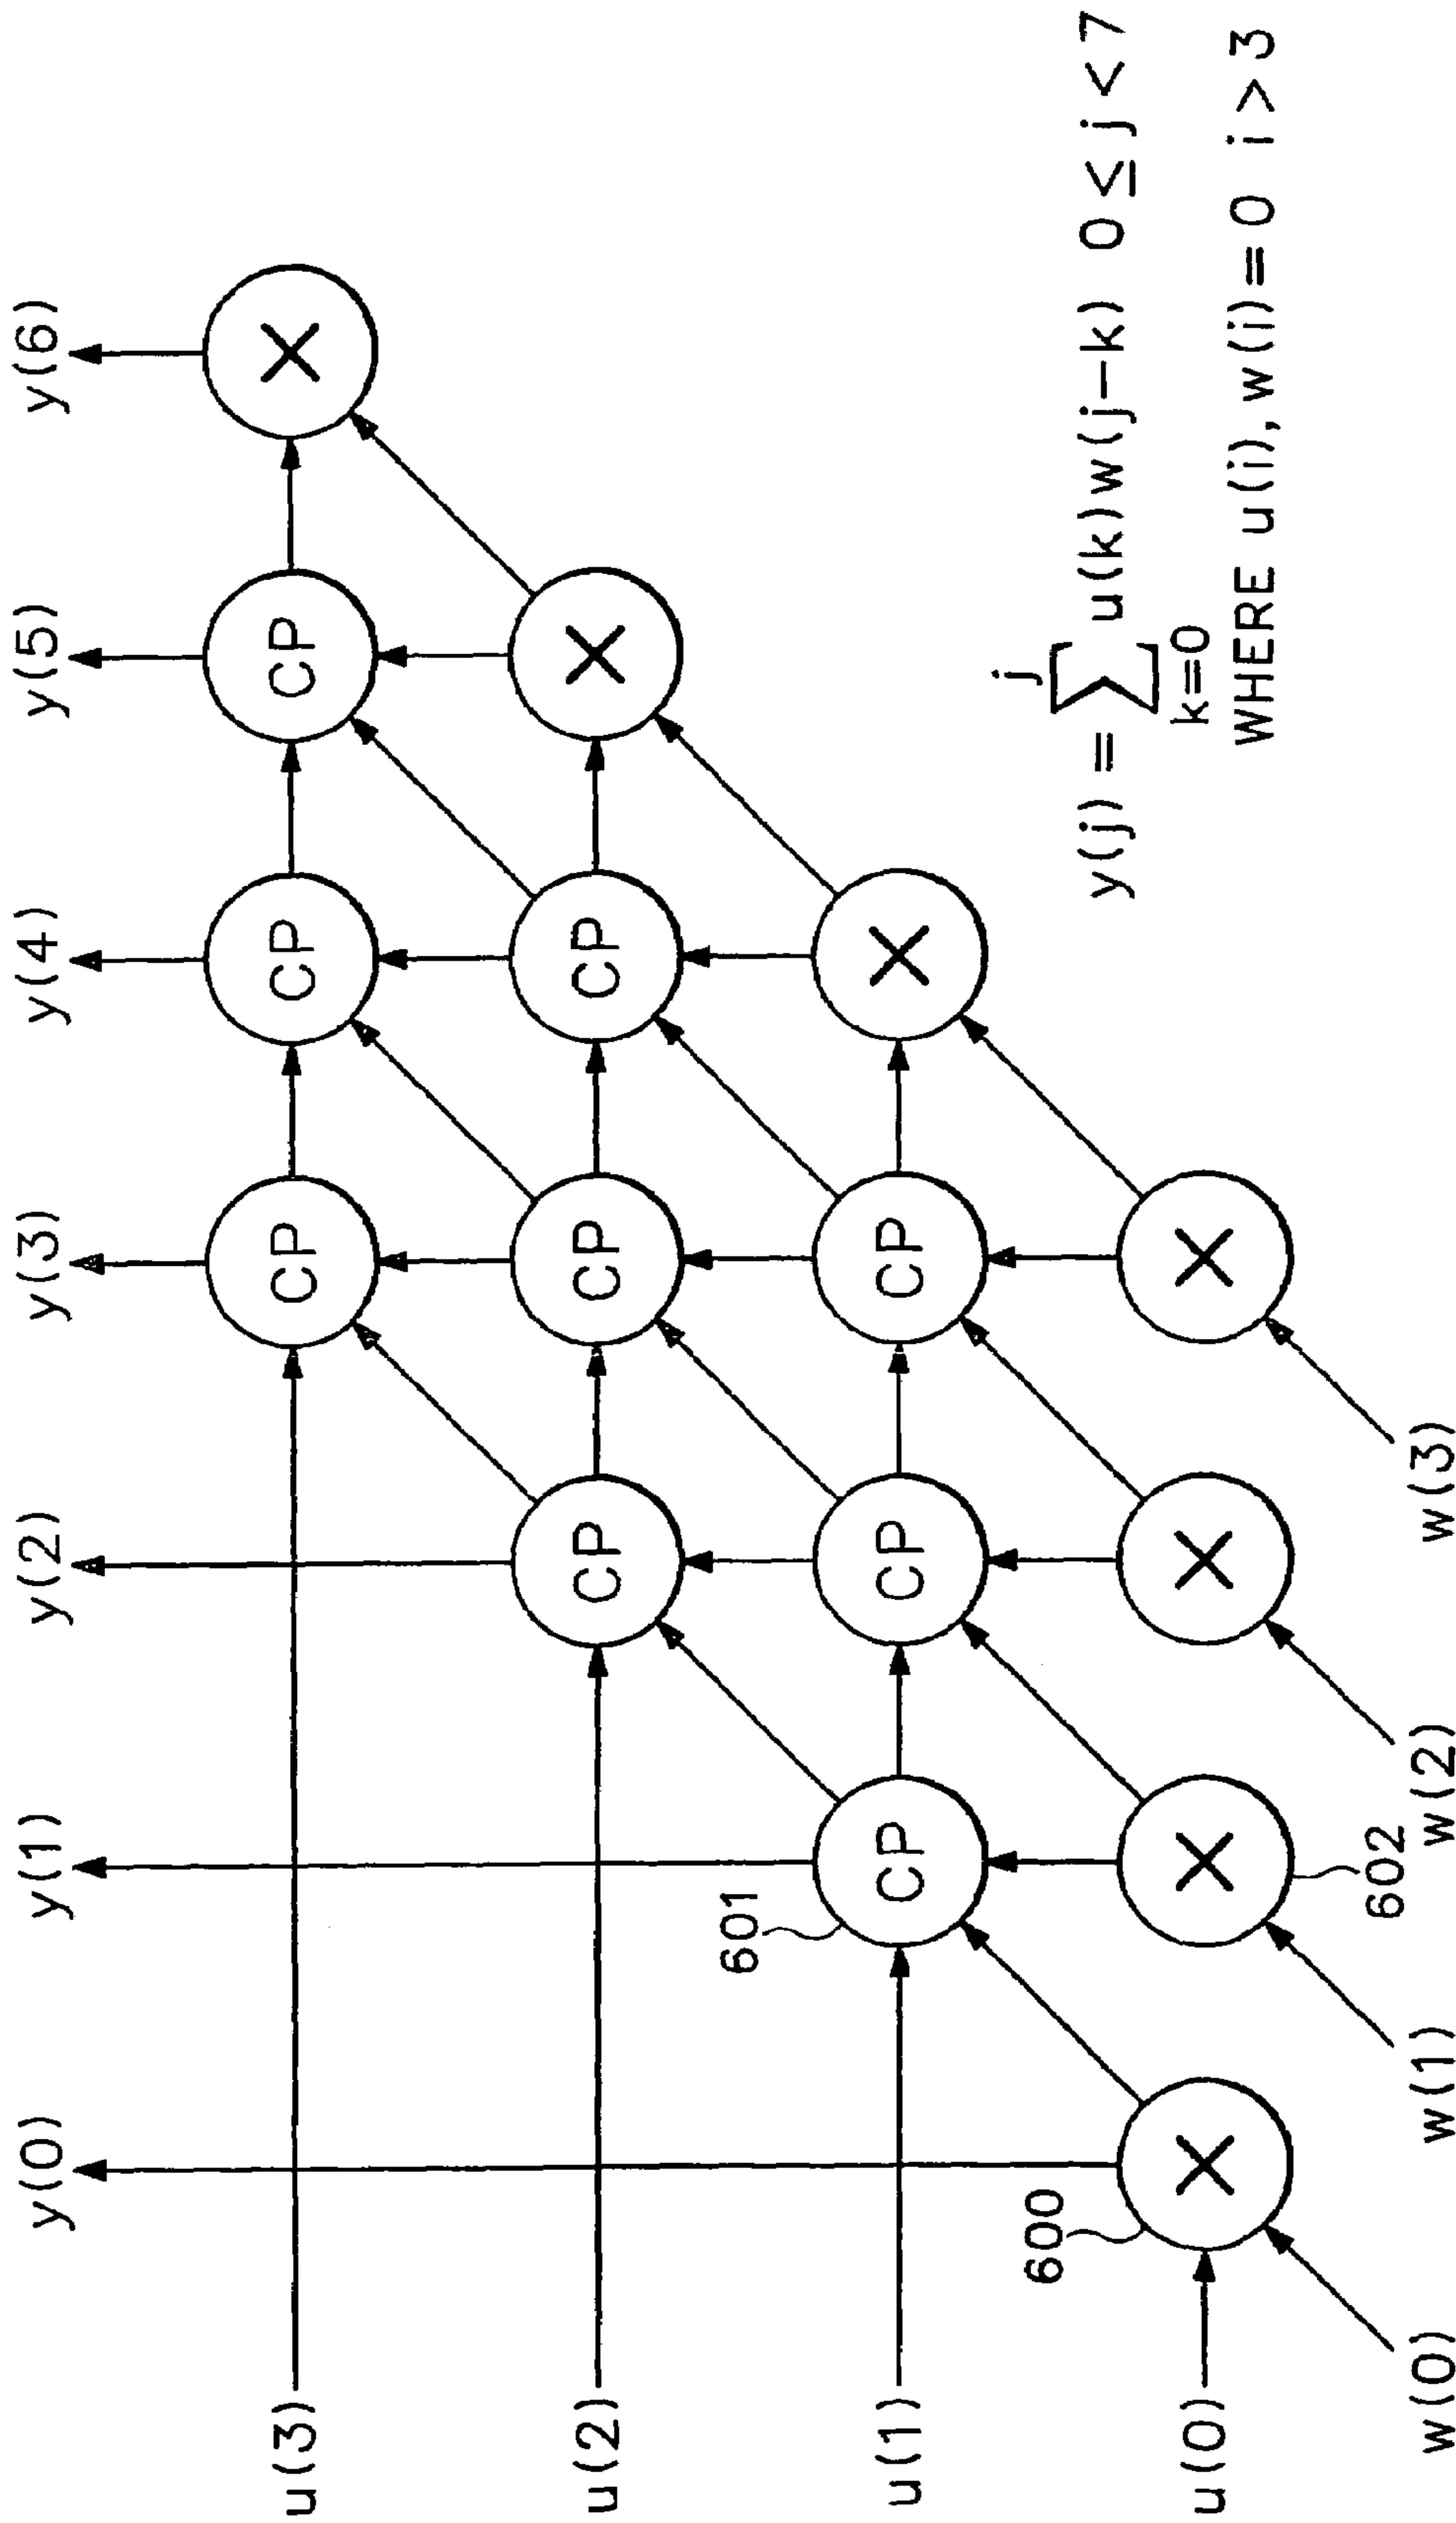 y(0) y(1) y(2) y(3) y(4) y(5) y(6)
u(3) CP CP CP ×
u(2) CP CP CP ×
u(1) 601 CP CP CP ×
u(0) 600 × × × ×
602
w(0) w(1) w(2) w(3)
y(j) = ∑ u(k)w(j−k) 0 ≤ j < 7
j
k=0
WHERE u(i), w(i) = 0 i > 3